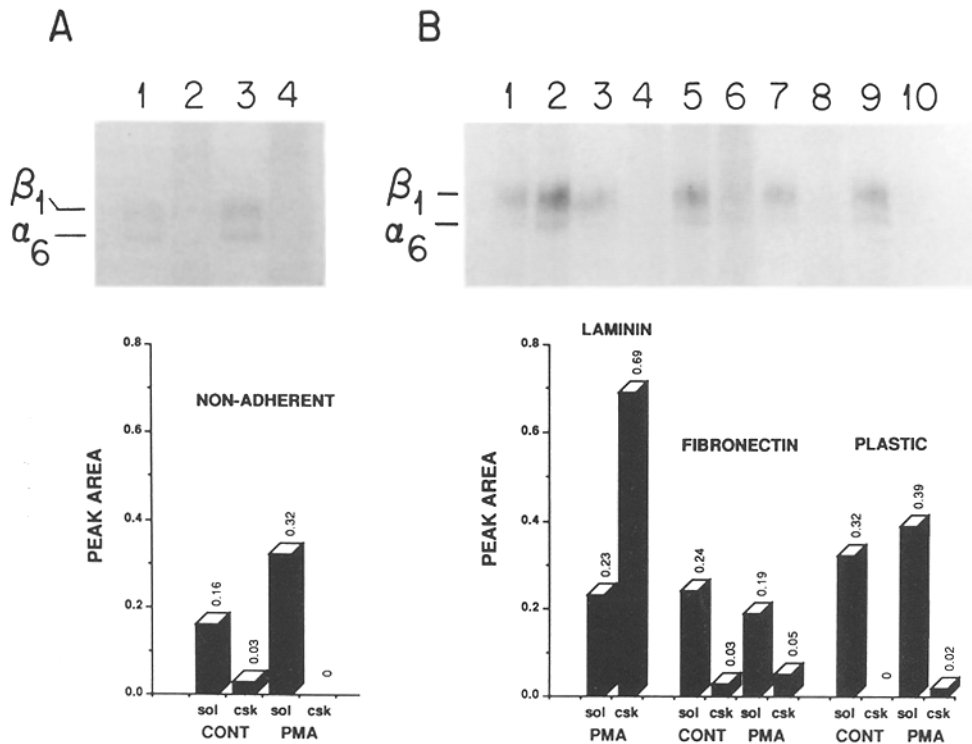 A
1 2 3 4
β1
α6
NON-ADHERENT
PEAK AREA
0.8
0.6
0.4
0.2
0.0
0.16
0.03
0.32
0
sol csk sol csk
CONT PMA
B
1 2 3 4 5 6 7 8 9 10
β1
α6
LAMININ
FIBRONECTIN
PLASTIC
PEAK AREA
0.8
0.6
0.4
0.2
0.0
0.23
0.69
0.24
0.03
0.19
0.05
0.32
0
0.39
0.02
sol csk sol csk sol csk sol csk sol csk
PMA CONT PMA CONT PMA